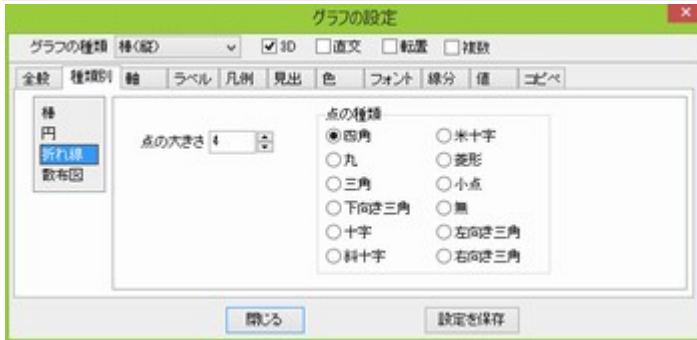 グラフの設定
グラフの種類 棒(縦) 3D 直交 転置 複数
全般 種類別 軸 ラベル 凡例 見出 色 フォント 線分 値 コピペ
棒
円
折れ線
散布図
点の大きさ 4
点の種類
四角 米十字
丸 菱形
三角 小点
下向き三角 無
十字 左向き三角
斜十字 右向き三角
閉じる 設定を保存